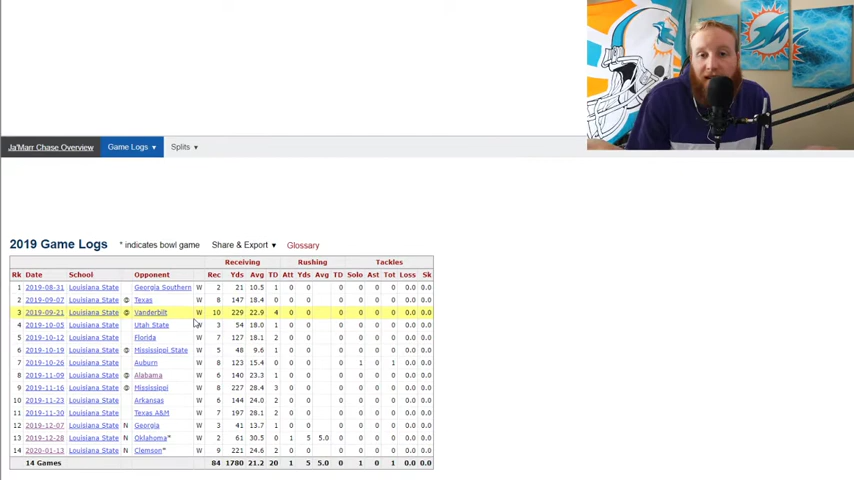 Ja'Marr Chase Overview Game Logs ▼ Splits ▼
2019 Game Logs * indicates bowl game Share & Export ▼ Glossary
Receiving Rushing Tackles
Rk Date School Opponent Rec Yds Avg TD Att Yds Avg TD Solo Ast Tot Loss Sk
1 2019-08-31 Louisiana State Georgia Southern W 2 21 10.5 1 0 0 0 0 0 0 0.0 0.0
2 2019-09-07 Louisiana State @ Texas W 8 147 18.4 0 0 0 0 0 0 0 0.0 0.0
3 2019-09-21 Louisiana State @ Vanderbilt W 10 229 22.9 4 0 0 0 0 0 0 0.0 0.0
4 2019-10-05 Louisiana State Utah State W 3 54 18.0 1 0 0 0 0 0 0 0.0 0.0
5 2019-10-12 Louisiana State Florida W 7 127 18.1 2 0 0 0 0 0 0 0.0 0.0
6 2019-10-19 Louisiana State @ Mississippi State W 5 48 9.6 1 0 0 0 0 0 0 0.0 0.0
7 2019-10-26 Louisiana State Auburn W 8 123 15.4 0 0 0 0 1 0 1 0.0 0.0
8 2019-11-09 Louisiana State @ Alabama W 6 140 23.3 1 0 0 0 0 0 0 0.0 0.0
9 2019-11-16 Louisiana State @ Mississippi W 8 227 28.4 3 0 0 0 0 0 0 0.0 0.0
10 2019-11-23 Louisiana State Arkansas W 6 144 24.0 2 0 0 0 0 0 0 0.0 0.0
11 2019-11-30 Louisiana State Texas A&M W 7 197 28.1 2 0 0 0 0 0 0 0.0 0.0
12 2019-12-07 Louisiana State N Georgia W 3 41 13.7 1 0 0 0 0 0 0 0.0 0.0
13 2019-12-28 Louisiana State N Oklahoma* W 2 61 30.5 0 1 5 5.0 0 0 0 0 0.0 0.0
14 2020-01-13 Louisiana State N Clemson* W 9 221 24.6 2 0 0 0 0 0 0 0.0 0.0
14 Games 84 1780 21.2 20 1 5 5.0 0 1 0 1 0.0 0.0